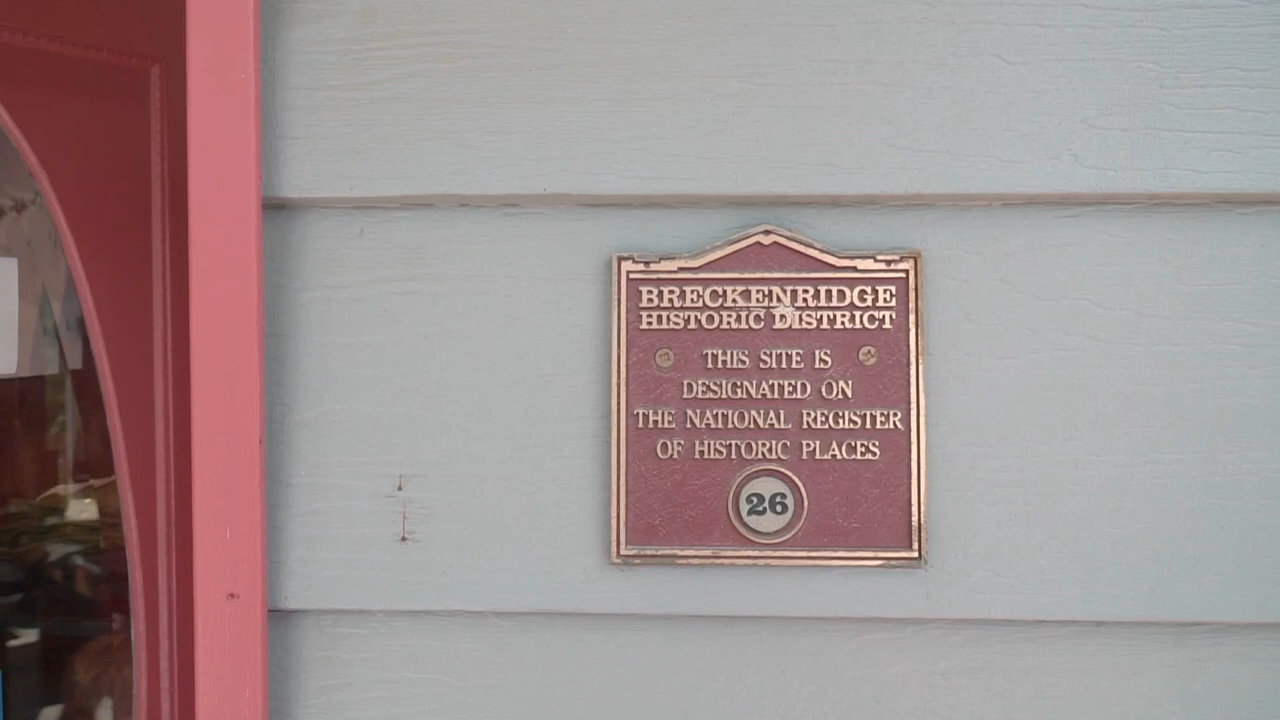 BRECKENRIDGE
HISTORIC DISTRICT
THIS SITE IS
DESIGNATED ON
THE NATIONAL REGISTER
OF HISTORIC PLACES
26